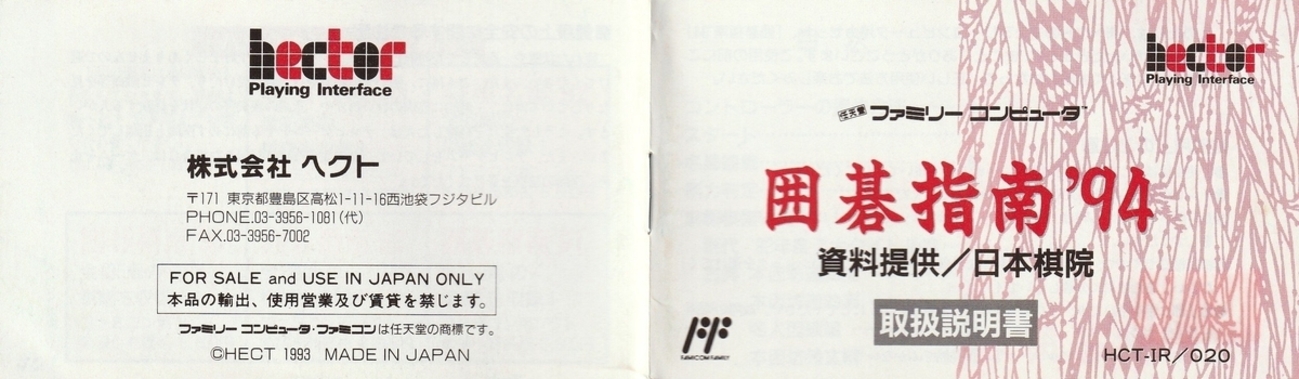 hector
Playing Interface
株式会社 ヘクト
〒171 東京都豊島区高松1-11-16西池袋フジタビル
PHONE.03-3956-1081(代)
FAX.03-3956-7002
FOR SALE and USE IN JAPAN ONLY
本品の輸出、使用営業及び賃貸を禁じます。
ファミリー コンピュータ・ファミコンは任天堂の商標です。
©HECT 1993 MADE IN JAPAN
hector
Playing Interface
任天堂 ファミリー コンピュータ™
囲碁指南'94
資料提供/日本棋院
取扱説明書
FAMICOM FAMILY
HCT-IR/020